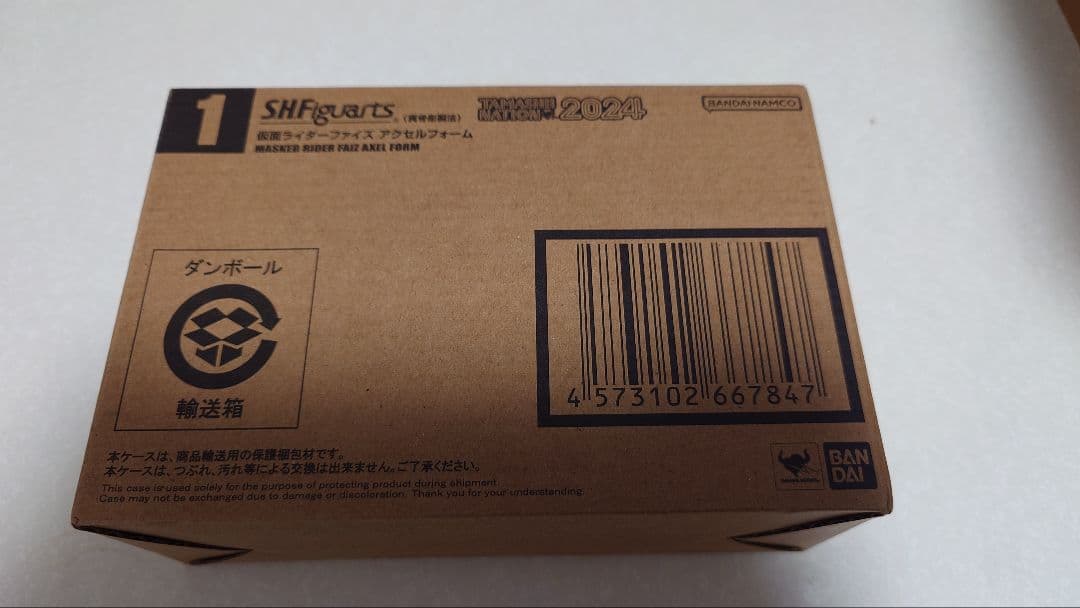 1
S.H.Figuarts
(真骨彫製法)
TAMASHII NATION 2024
BANDAI NAMCO
仮面ライダーファイズ アクセルフォーム
MASKED RIDER FAIZ AXEL FORM
ダンボール
輸送箱
4 573102 667847
本ケースは、商品輸送用の保護梱包材です。
本ケースは、つぶれ、汚れ等による交換は出来ません。ご了承ください。
This case is used solely for the purpose of protecting product during shipment.
Case may not be exchanged due to damage or discoloration. Thank you for your understanding.
BAN
DAI